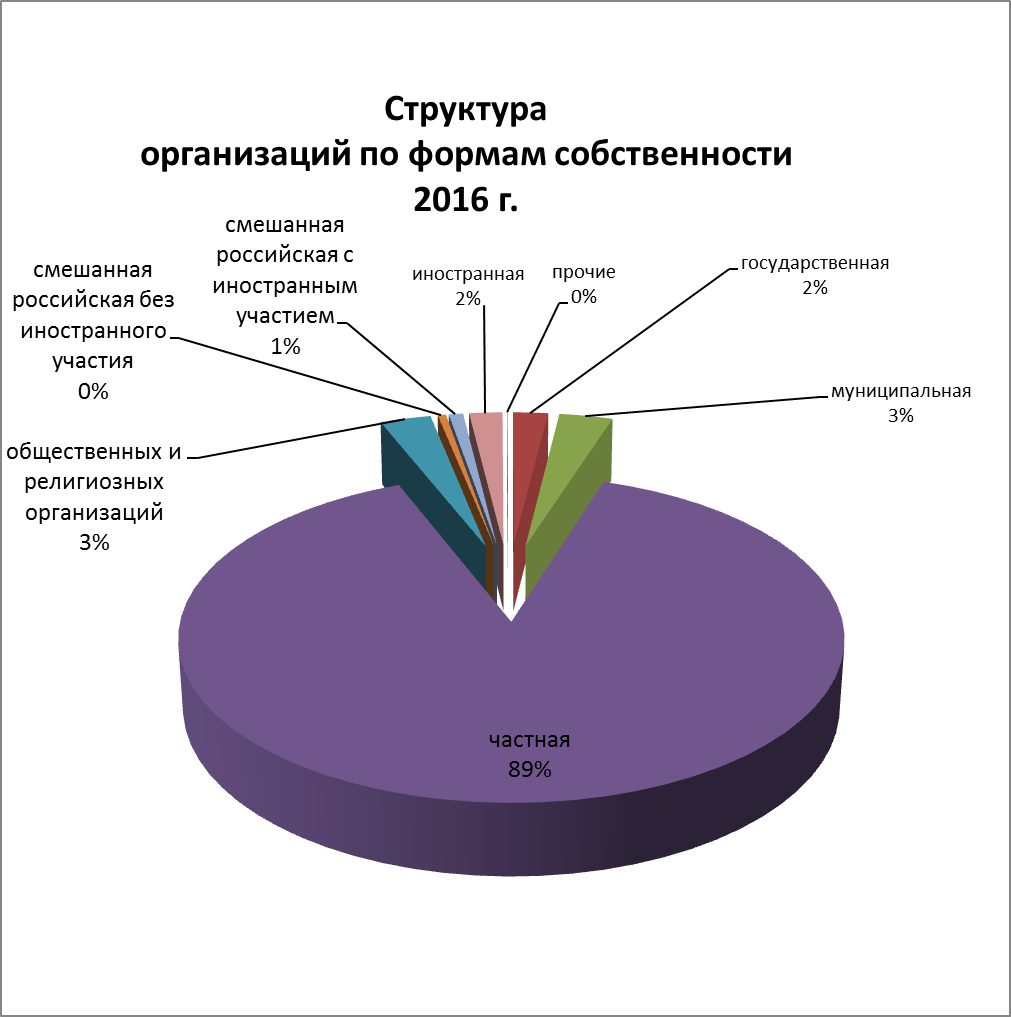 Структура
организаций по формам собственности
2016 г.
смешанная
российская с
иностранным
участием
1%
смешанная
российская без
иностранного
участия
0%
иностранная
2%
прочие
0%
государственная
2%
муниципальная
3%
общественных и
религиозных
организаций
3%
частная
89%